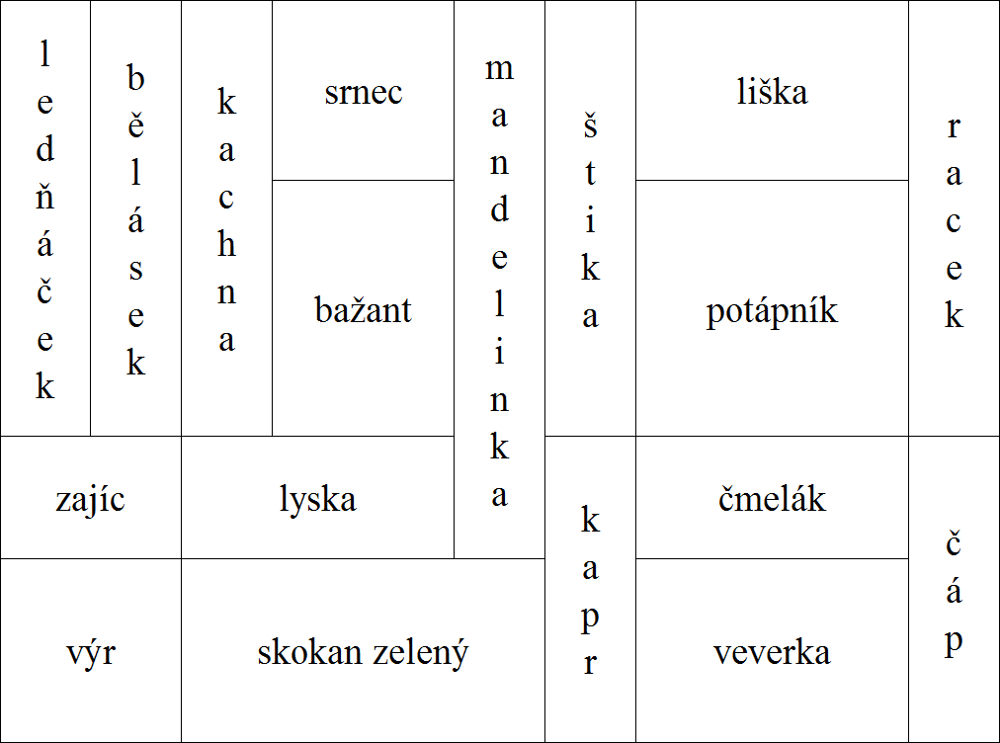 ledňáček
bělásek
kachna
srnec
mandelinka
štika
liška
racek
bažant
potápník
zajíc
lyska
kapr
čmelák
čáp
výr
skokan zelený
veverka